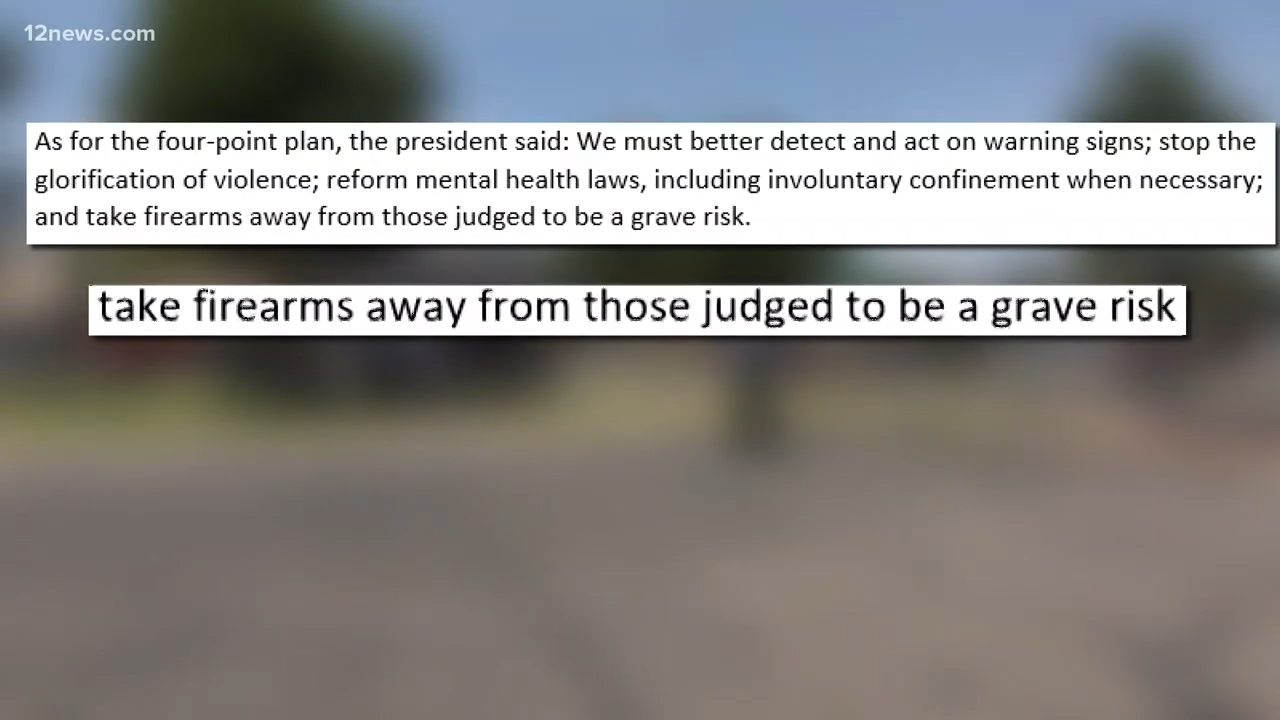 12news.com
As for the four-point plan, the president said: We must better detect and act on warning signs; stop the
glorification of violence; reform mental health laws, including involuntary confinement when necessary;
and take firearms away from those judged to be a grave risk.
take firearms away from those judged to be a grave risk